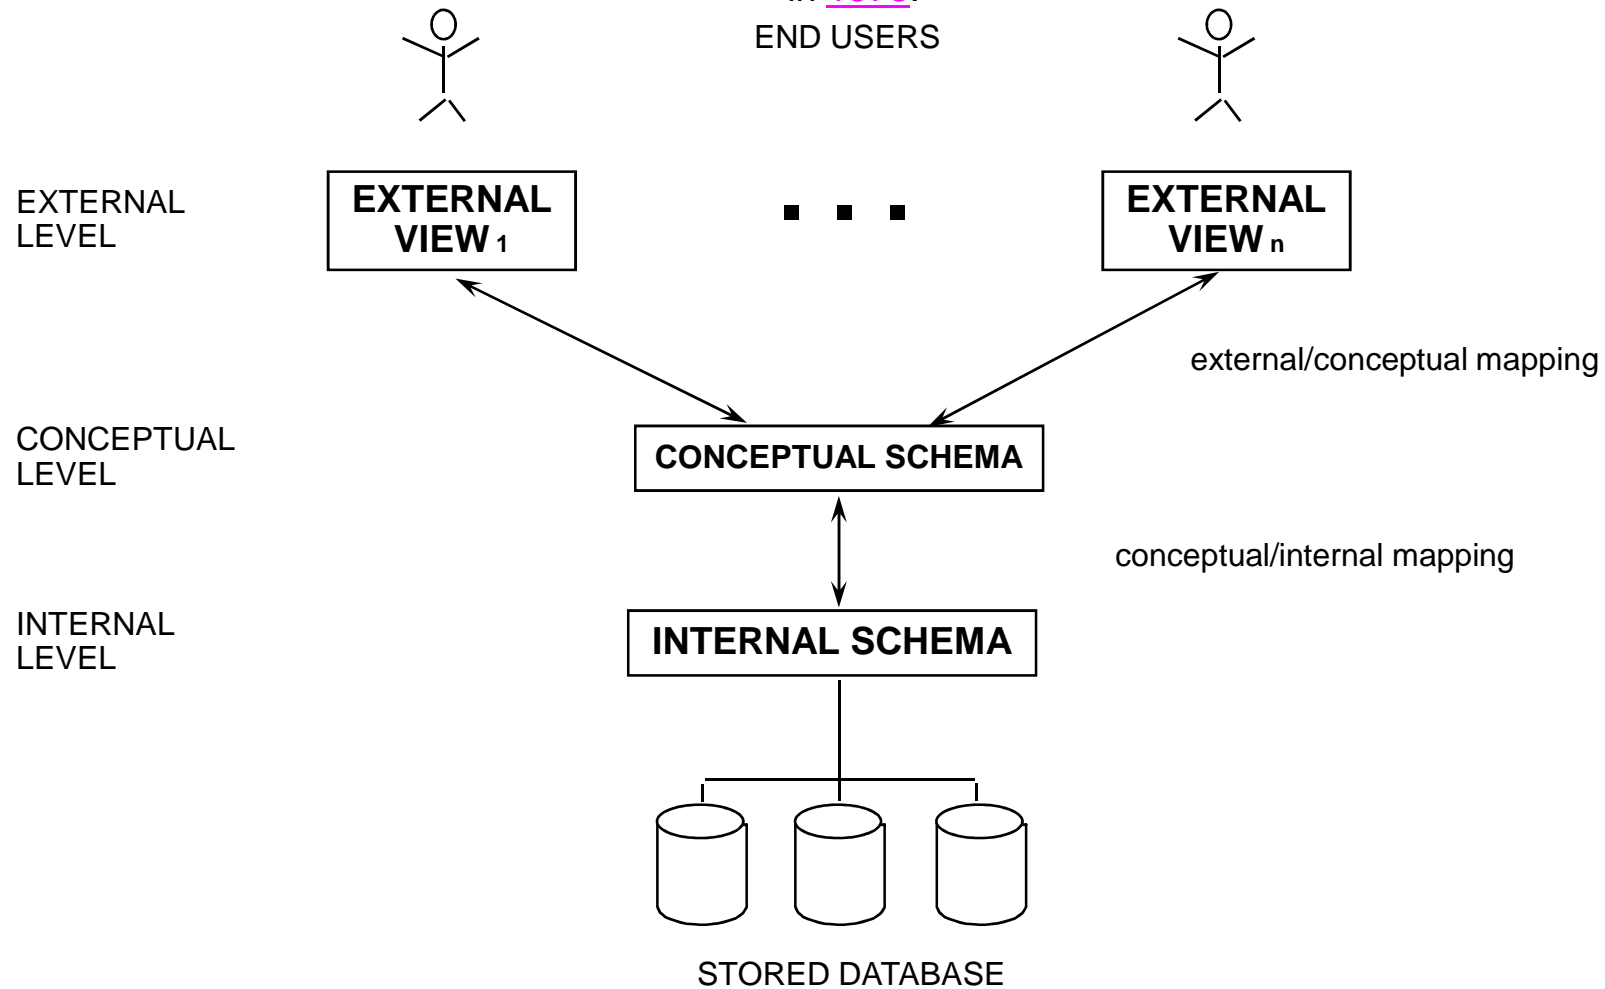 in
END USERS
EXTERNAL
LEVEL
EXTERNAL
VIEW 1
. . .
EXTERNAL
VIEW n
external/conceptual mapping
CONCEPTUAL
LEVEL
CONCEPTUAL SCHEMA
conceptual/internal mapping
INTERNAL
LEVEL
INTERNAL SCHEMA
STORED DATABASE